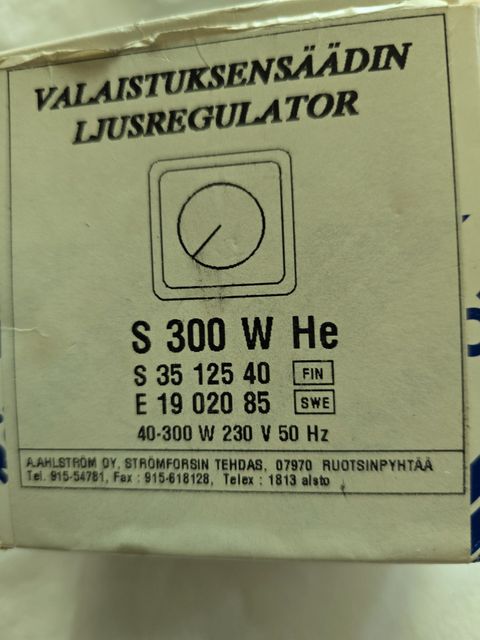 VALAISTUKSENSÄÄDIN
LJUSREGULATOR
S 300 W He
S 35 125 40 FIN
E 19 020 85 SWE
40-300 W 230 V 50 Hz
A.AHLSTRÖM OY, STRÖMFORSIN TEHDAS, 07970 RUOTSINPYHTÄÄ
Tel. 915-54781, Fax : 915-618128, Telex : 1813 alsto